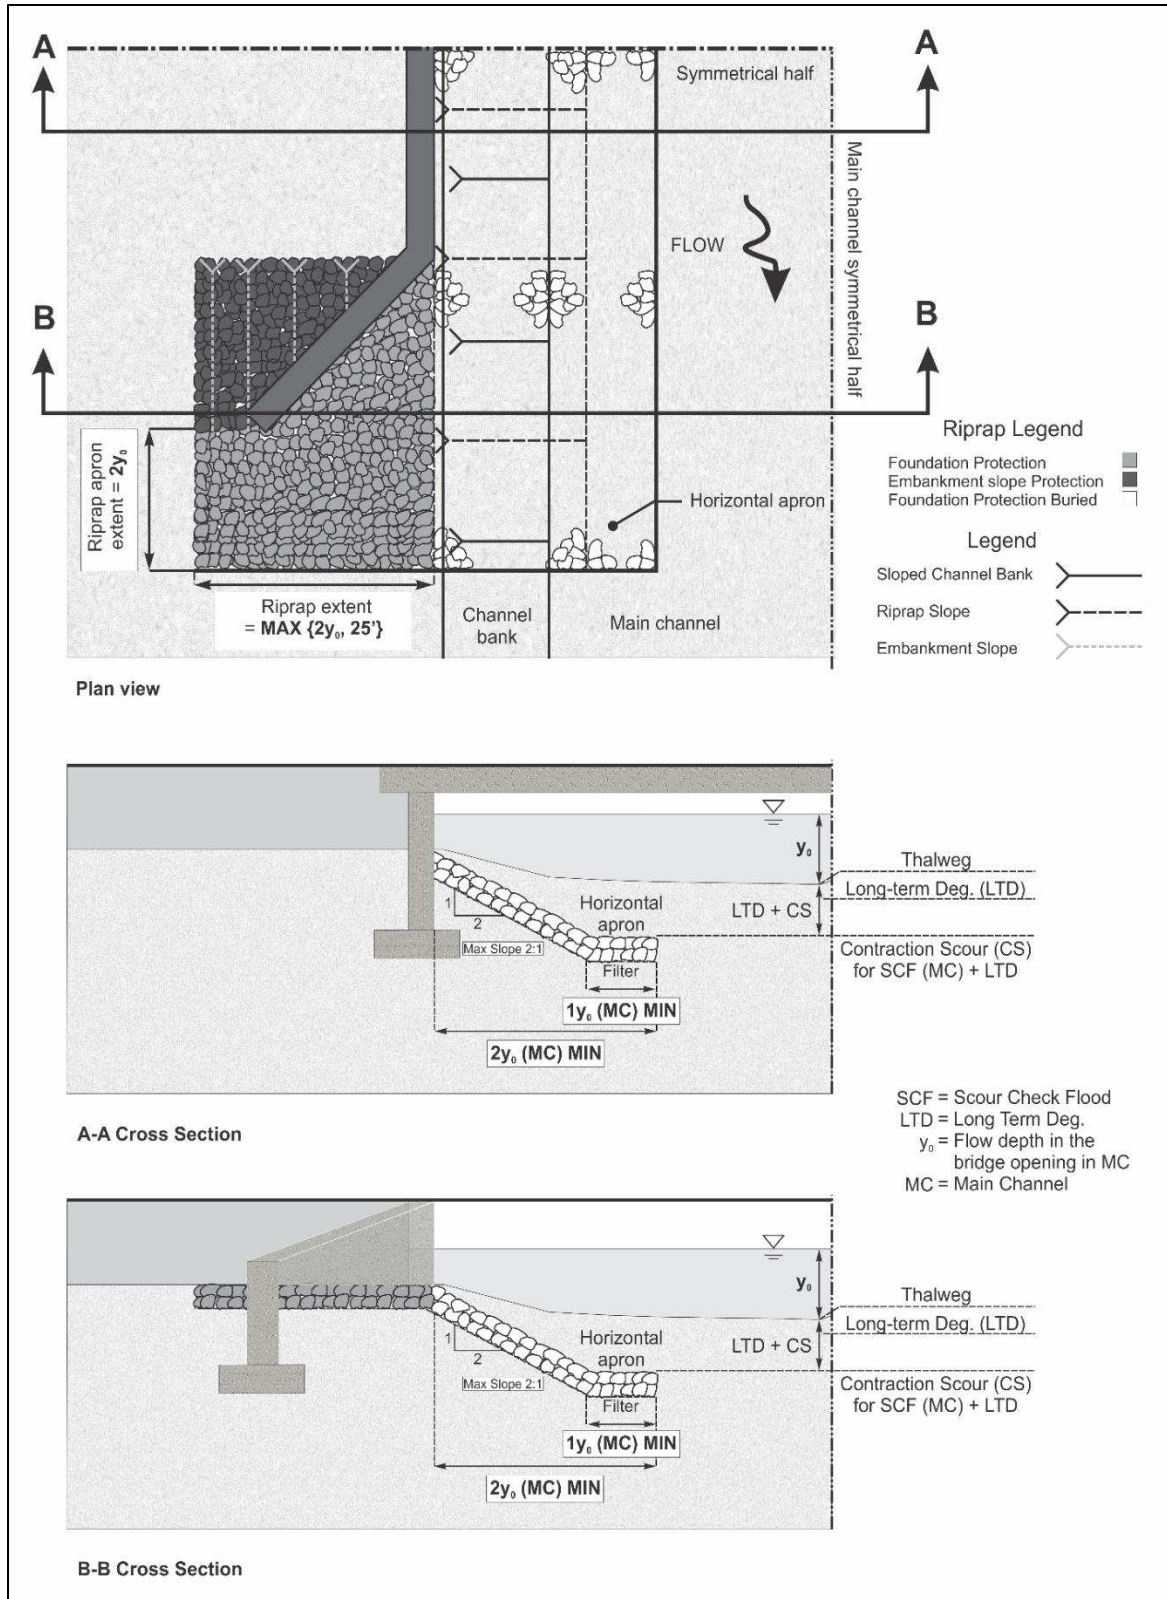 A
A
Symmetrical half
Main channel symmetrical half
FLOW
B
B
Riprap apron
extent = 2y₀
Horizontal apron
Riprap extent
= MAX {2y₀, 25'}
Channel
bank
Main channel
Riprap Legend
Foundation Protection
Embankment slope Protection
Foundation Protection Buried
Legend
Sloped Channel Bank
Riprap Slope
Embankment Slope
Plan view
y₀
Thalweg
Long-term Deg. (LTD)
LTD + CS
Contraction Scour (CS)
for SCF (MC) + LTD
1
2
Max Slope 2:1
Horizontal
apron
Filter
1y₀ (MC) MIN
2y₀ (MC) MIN
A-A Cross Section
SCF = Scour Check Flood
LTD = Long Term Deg.
y₀ = Flow depth in the
bridge opening in MC
MC = Main Channel
y₀
Thalweg
Long-term Deg. (LTD)
LTD + CS
Contraction Scour (CS)
for SCF (MC) + LTD
1
2
Max Slope 2:1
Horizontal
apron
Filter
1y₀ (MC) MIN
2y₀ (MC) MIN
B-B Cross Section